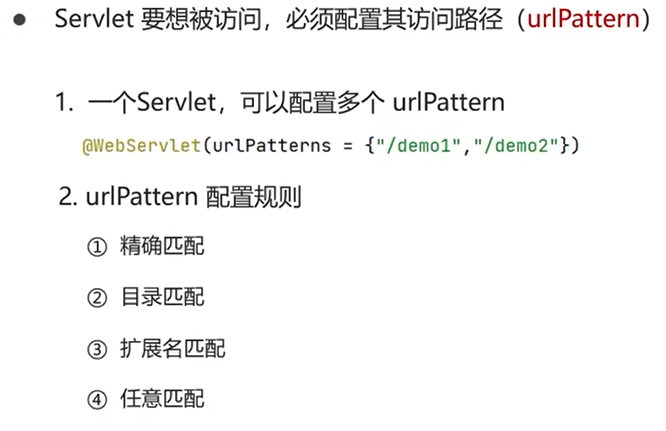 ● Servlet 要想被访问，必须配置其访问路径（urlPattern）
1. 一个Servlet，可以配置多个 urlPattern
@WebServlet(urlPatterns = {"/demo1","/demo2"})
2. urlPattern 配置规则
① 精确匹配
② 目录匹配
③ 扩展名匹配
④ 任意匹配